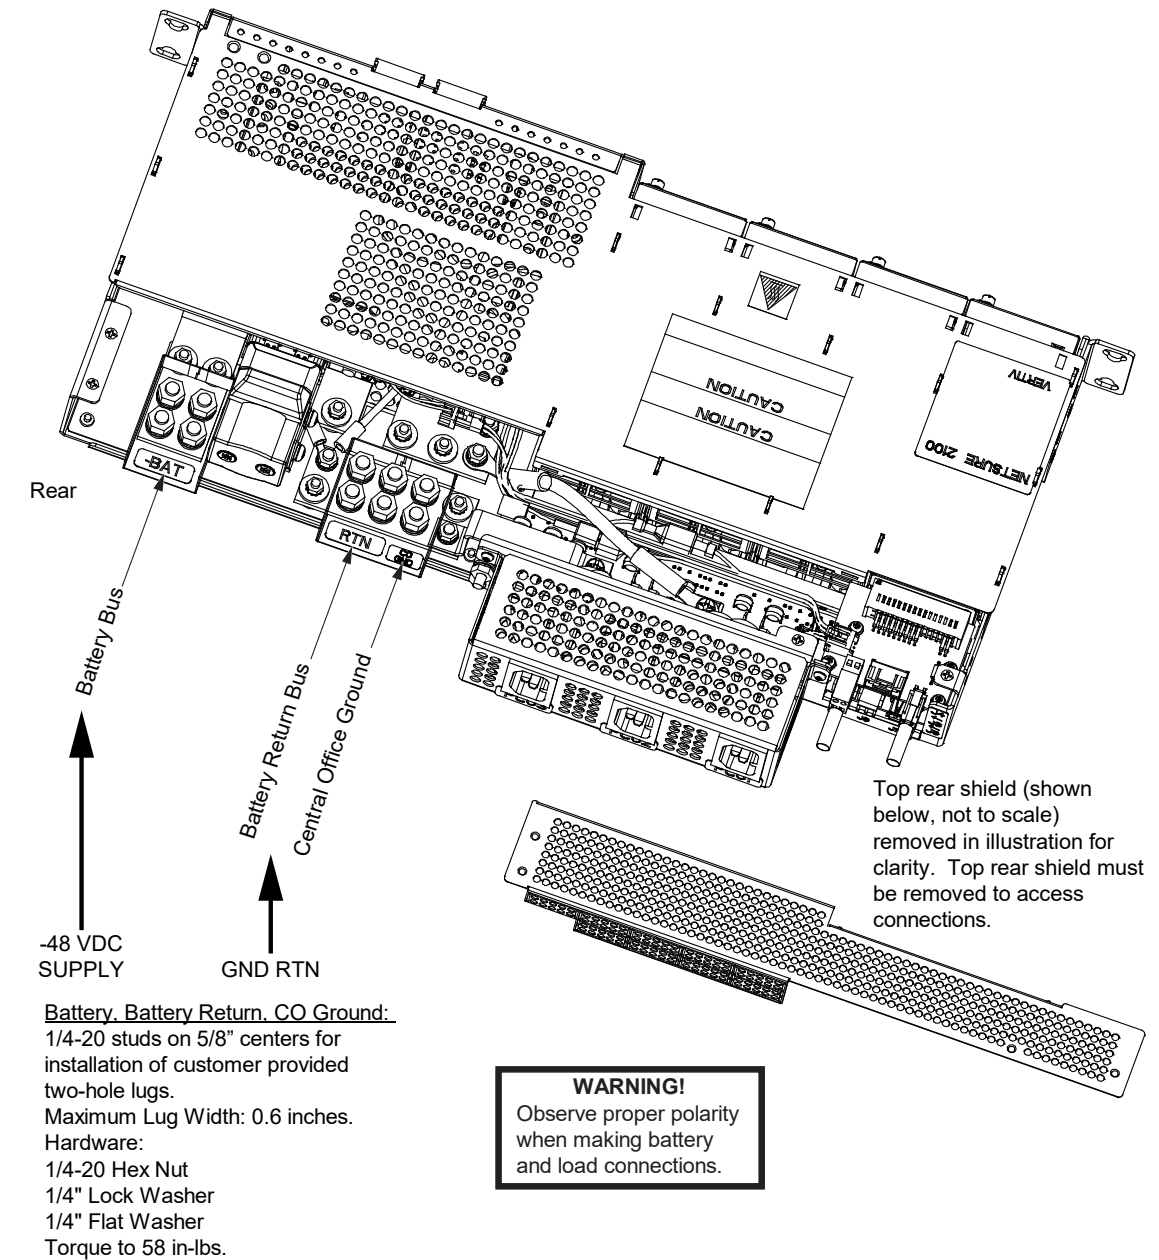 VERTIV
NETSURE 2100
CAUTION
CAUTION
-BAT
RTN
CO
GND
Rear
Battery Bus
Battery Return Bus
Central Office Ground
-48 VDC
SUPPLY
GND RTN
Top rear shield (shown
below, not to scale)
removed in illustration for
clarity.  Top rear shield must
be removed to access
connections.
Battery, Battery Return, CO Ground:
1/4-20 studs on 5/8” centers for
installation of customer provided
two-hole lugs.
Maximum Lug Width: 0.6 inches.
Hardware:
1/4-20 Hex Nut
1/4" Lock Washer
1/4" Flat Washer
Torque to 58 in-lbs.
WARNING!
Observe proper polarity
when making battery
and load connections.